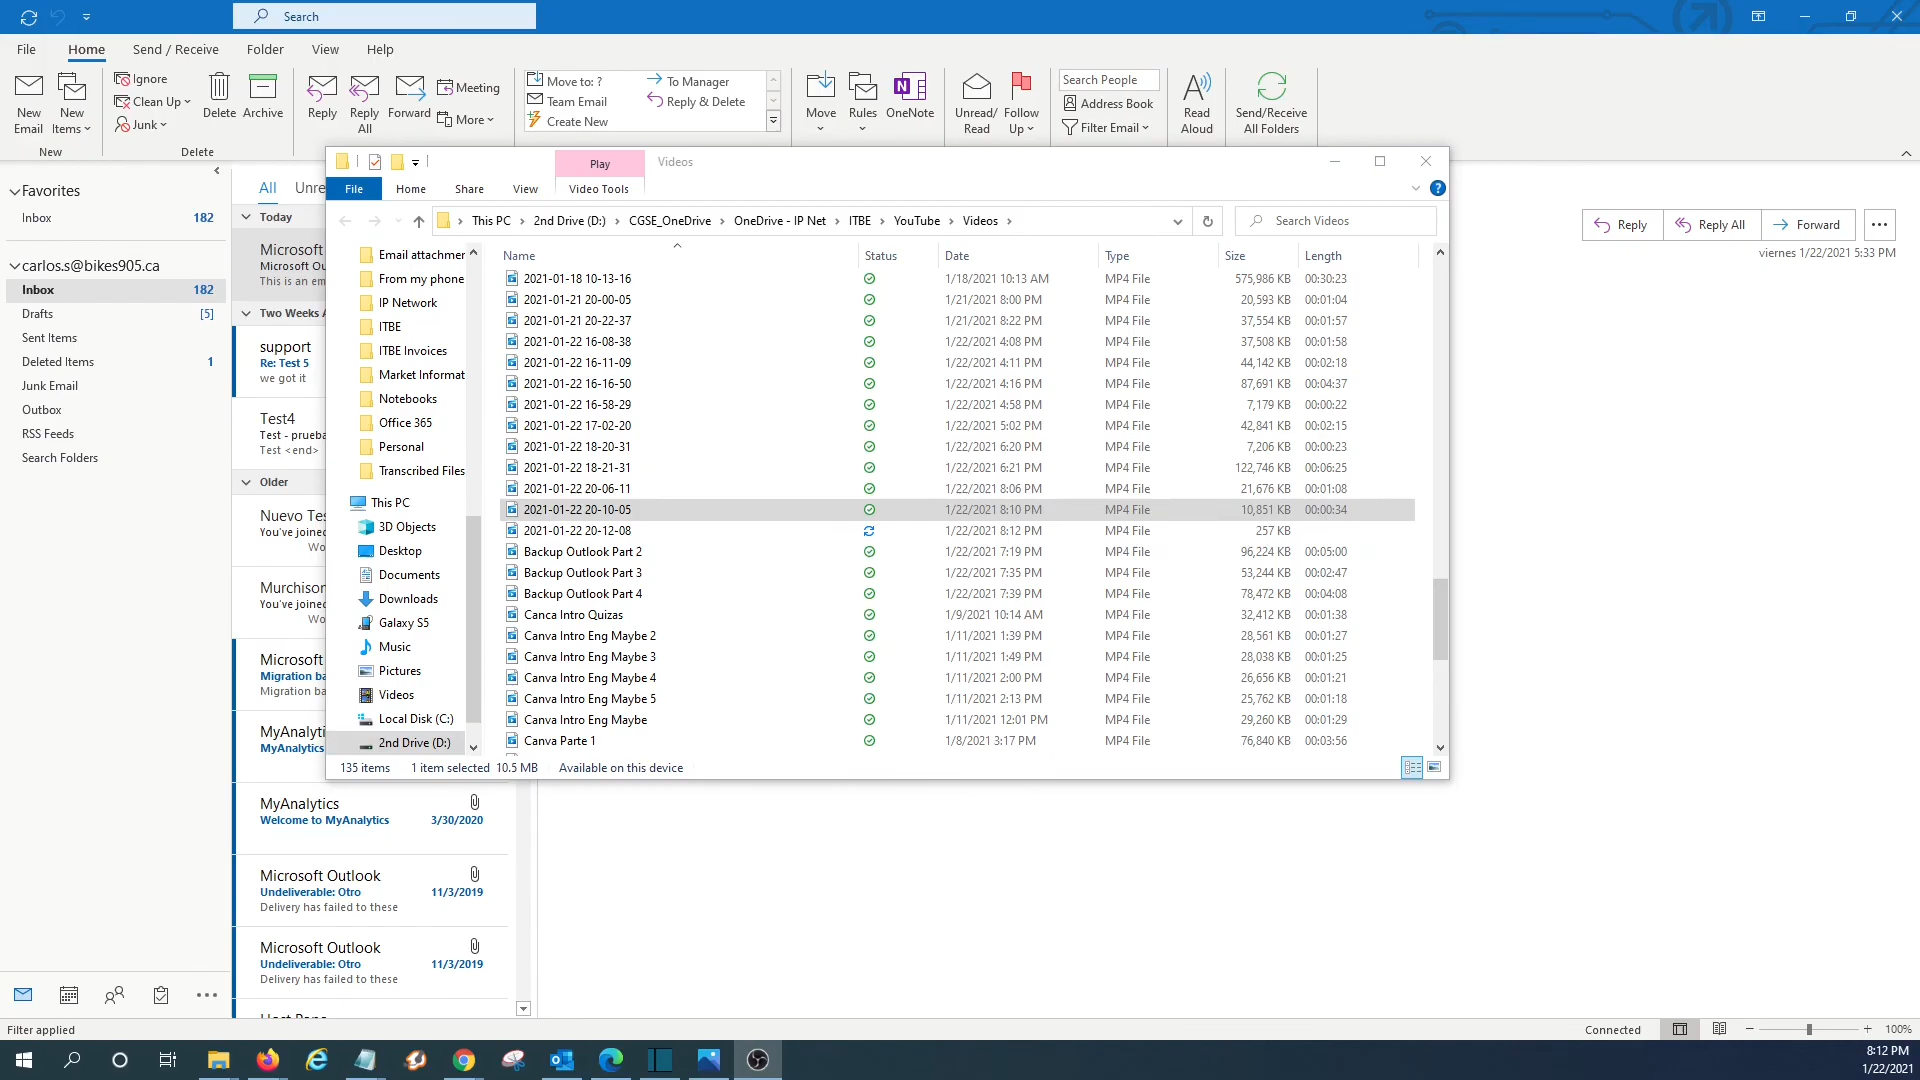 Search
File
Home
Send / Receive
Folder
View
Help
New Email
New Items
New
Ignore
Clean Up
Junk
Delete
Archive
Delete
Reply
Reply All
Forward
Meeting
More
Move to: ?
Team Email
Create New
To Manager
Reply & Delete
Move
Rules
OneNote
Unread/ Read
Follow Up
Search People
Address Book
Filter Email
Read Aloud
Send/Receive All Folders
Favorites
Inbox 182
carlos.s@bikes905.ca
Inbox 182
Drafts [5]
Sent Items
Deleted Items 1
Junk Email
Outbox
RSS Feeds
Search Folders
All Unre
Today
Microsoft
Microsoft Ou
This is an em
Two Weeks A
support
Re: Test 5
we got it
Test4
Test - prueba
Test <end>
Older
Nuevo Tes
You've joined
Wo
Murchison
You've joined
Wo
Microsoft
Migration ba
Migration ba
MyAnalyti
MyAnalytics
MyAnalytics
Welcome to MyAnalytics 3/30/2020
Microsoft Outlook
Undeliverable: Otro 11/3/2019
Delivery has failed to these
Microsoft Outlook
Undeliverable: Otro 11/3/2019
Delivery has failed to these
Play
Videos
File
Home
Share
View
Video Tools
This PC > 2nd Drive (D:) > CGSE_OneDrive > OneDrive - IP Net > ITBE > YouTube > Videos >
Search Videos
Email attachmer
From my phone
IP Network
ITBE
ITBE Invoices
Market Informat
Notebooks
Office 365
Personal
Transcribed Files
This PC
3D Objects
Desktop
Documents
Downloads
Galaxy S5
Music
Pictures
Videos
Local Disk (C:)
2nd Drive (D:)
Name Status Date Type Size Length
2021-01-18 10-13-16 1/18/2021 10:13 AM MP4 File 575,986 KB 00:30:23
2021-01-21 20-00-05 1/21/2021 8:00 PM MP4 File 20,593 KB 00:01:04
2021-01-21 20-22-37 1/21/2021 8:22 PM MP4 File 37,554 KB 00:01:57
2021-01-22 16-08-38 1/22/2021 4:08 PM MP4 File 37,508 KB 00:01:58
2021-01-22 16-11-09 1/22/2021 4:11 PM MP4 File 44,142 KB 00:02:18
2021-01-22 16-16-50 1/22/2021 4:16 PM MP4 File 87,691 KB 00:04:37
2021-01-22 16-58-29 1/22/2021 4:58 PM MP4 File 7,179 KB 00:00:22
2021-01-22 17-02-20 1/22/2021 5:02 PM MP4 File 42,841 KB 00:02:15
2021-01-22 18-20-31 1/22/2021 6:20 PM MP4 File 7,206 KB 00:00:23
2021-01-22 18-21-31 1/22/2021 6:21 PM MP4 File 122,746 KB 00:06:25
2021-01-22 20-06-11 1/22/2021 8:06 PM MP4 File 21,676 KB 00:01:08
2021-01-22 20-10-05 1/22/2021 8:10 PM MP4 File 10,851 KB 00:00:34
2021-01-22 20-12-08 1/22/2021 8:12 PM MP4 File 257 KB
Backup Outlook Part 2 1/22/2021 7:19 PM MP4 File 96,224 KB 00:05:00
Backup Outlook Part 3 1/22/2021 7:35 PM MP4 File 53,244 KB 00:02:47
Backup Outlook Part 4 1/22/2021 7:39 PM MP4 File 78,472 KB 00:04:08
Canca Intro Quizas 1/9/2021 10:14 AM MP4 File 32,412 KB 00:01:38
Canva Intro Eng Maybe 2 1/11/2021 1:39 PM MP4 File 28,561 KB 00:01:27
Canva Intro Eng Maybe 3 1/11/2021 1:49 PM MP4 File 28,038 KB 00:01:25
Canva Intro Eng Maybe 4 1/11/2021 2:00 PM MP4 File 26,656 KB 00:01:21
Canva Intro Eng Maybe 5 1/11/2021 2:13 PM MP4 File 25,762 KB 00:01:18
Canva Intro Eng Maybe 1/11/2021 12:01 PM MP4 File 29,260 KB 00:01:29
Canva Parte 1 1/8/2021 3:17 PM MP4 File 76,840 KB 00:03:56
135 items 1 item selected 10.5 MB Available on this device
Reply
Reply All
Forward
viernes 1/22/2021 5:33 PM
Filter applied
Connected
100%
8:12 PM
1/22/2021